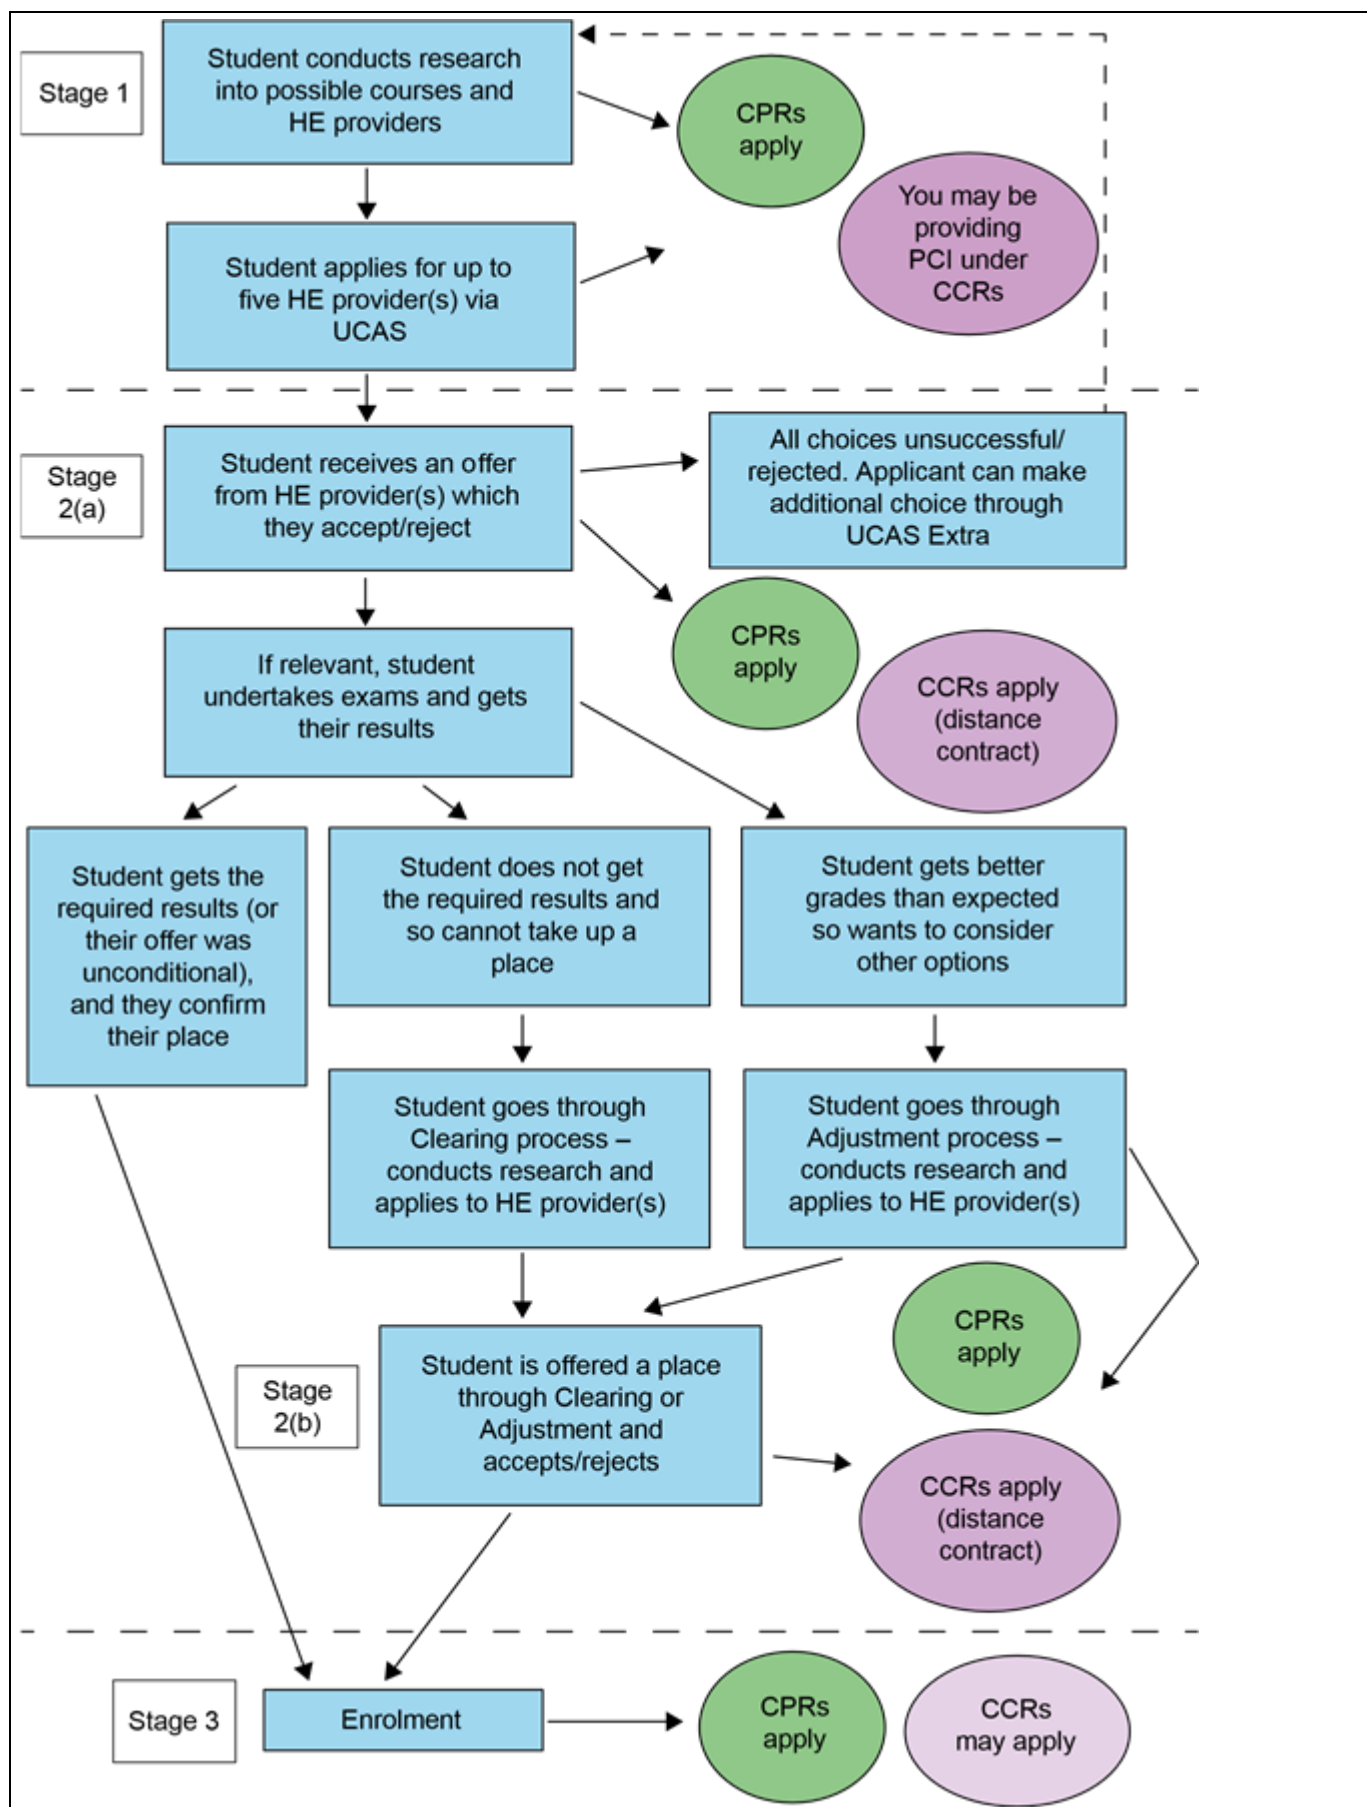 Stage 1
Student conducts research
into possible courses and
HE providers
CPRs
apply
You may be
providing
PCI under
CCRs
Student applies for up to
five HE provider(s) via
UCAS
Stage
2(a)
Student receives an offer
from HE provider(s) which
they accept/reject
All choices unsuccessful/
rejected. Applicant can make
additional choice through
UCAS Extra
CPRs
apply
CCRs apply
(distance
contract)
If relevant, student
undertakes exams and gets
their results
Student gets the
required results (or
their offer was
unconditional),
and they confirm
their place
Student does not get
the required results and
so cannot take up a
place
Student gets better
grades than expected
so wants to consider
other options
Student goes through
Clearing process –
conducts research and
applies to HE provider(s)
Student goes through
Adjustment process –
conducts research and
applies to HE provider(s)
CPRs
apply
Stage
2(b)
Student is offered a place
through Clearing or
Adjustment and
accepts/rejects
CCRs apply
(distance
contract)
Stage 3
Enrolment
CPRs
apply
CCRs
may apply